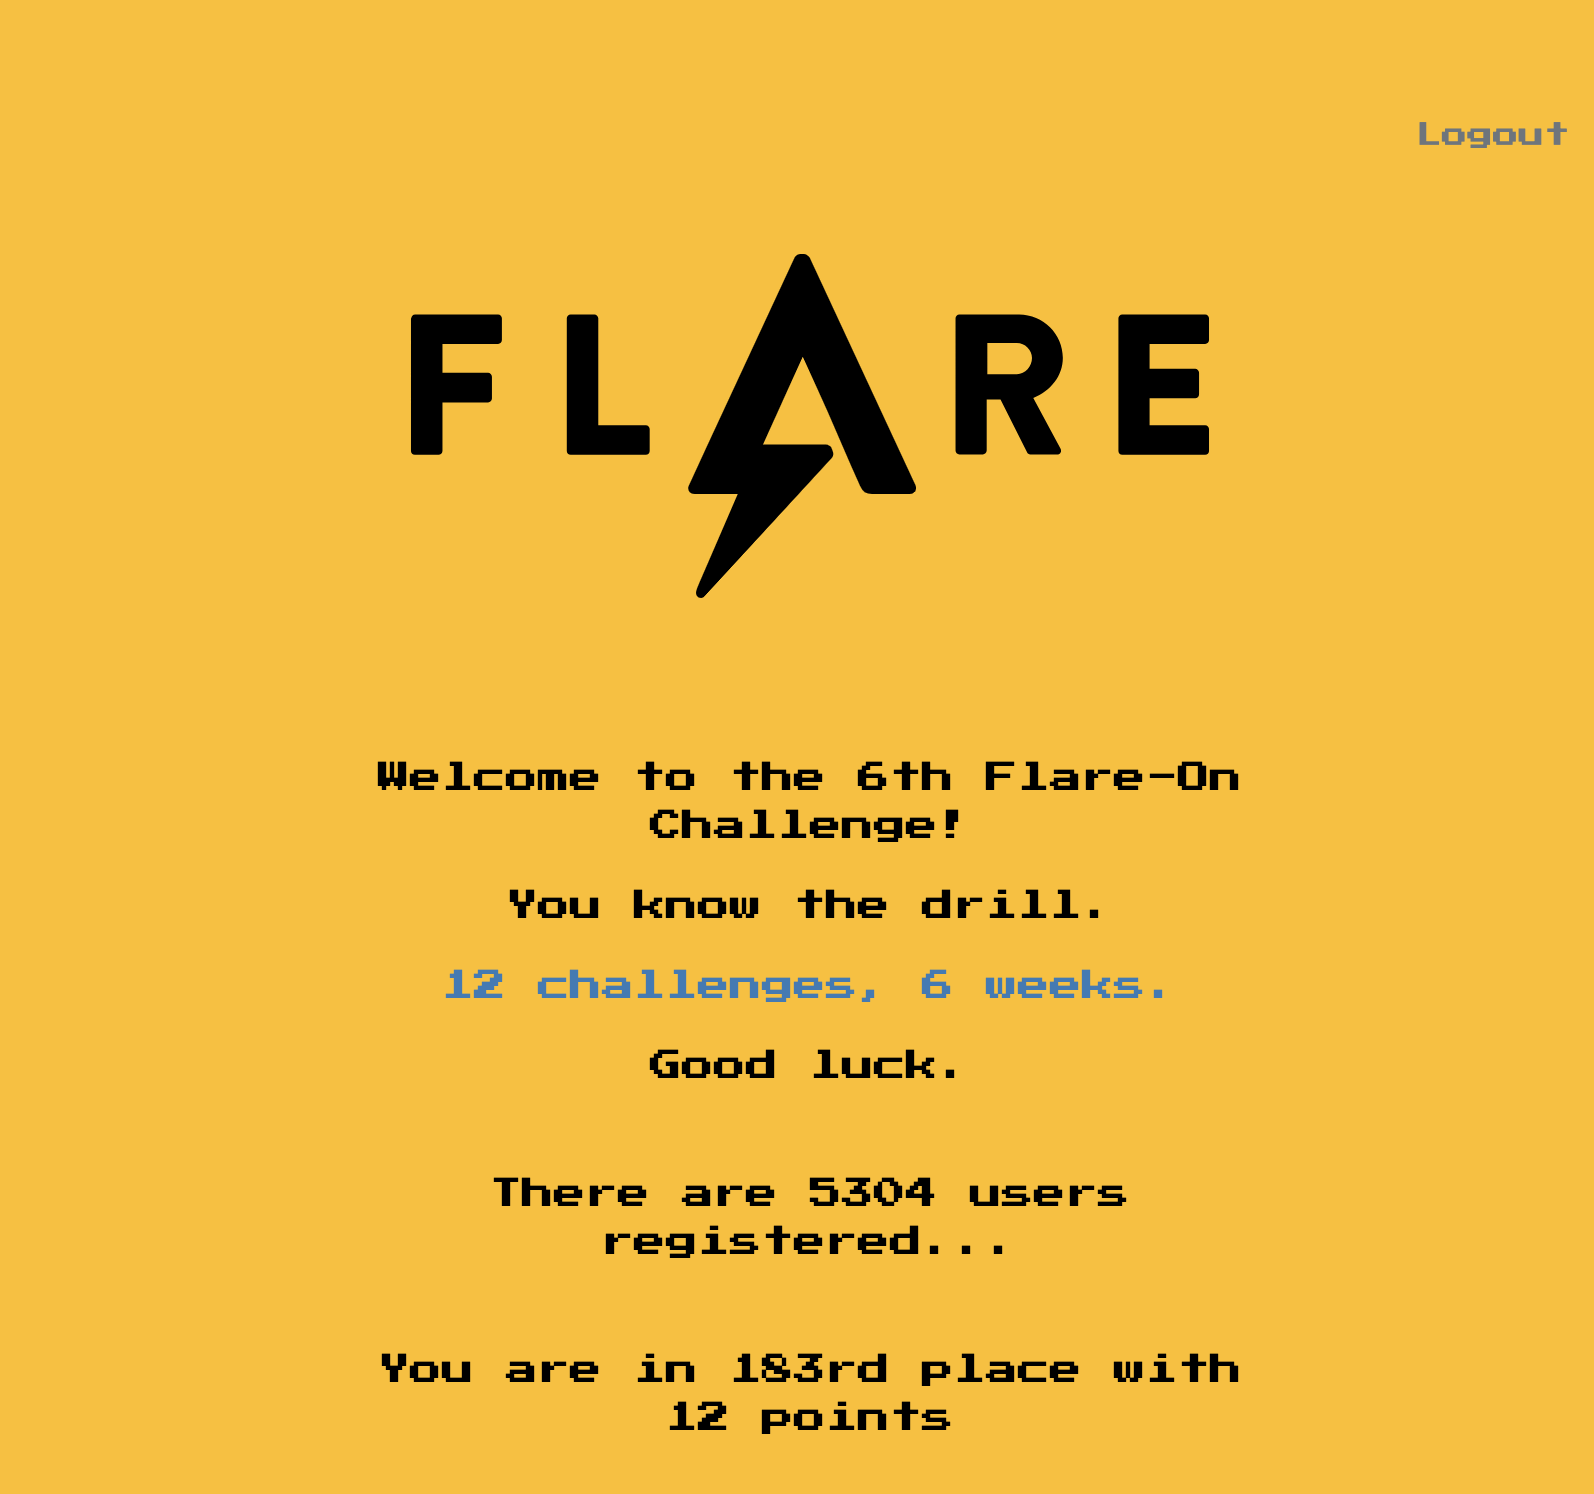 Logout
FLARE
Welcome to the 6th Flare-On
Challenge!
You know the drill.
12 challenges, 6 weeks.
Good luck.
There are 5304 users
registered...
You are in 183rd place with
12 points